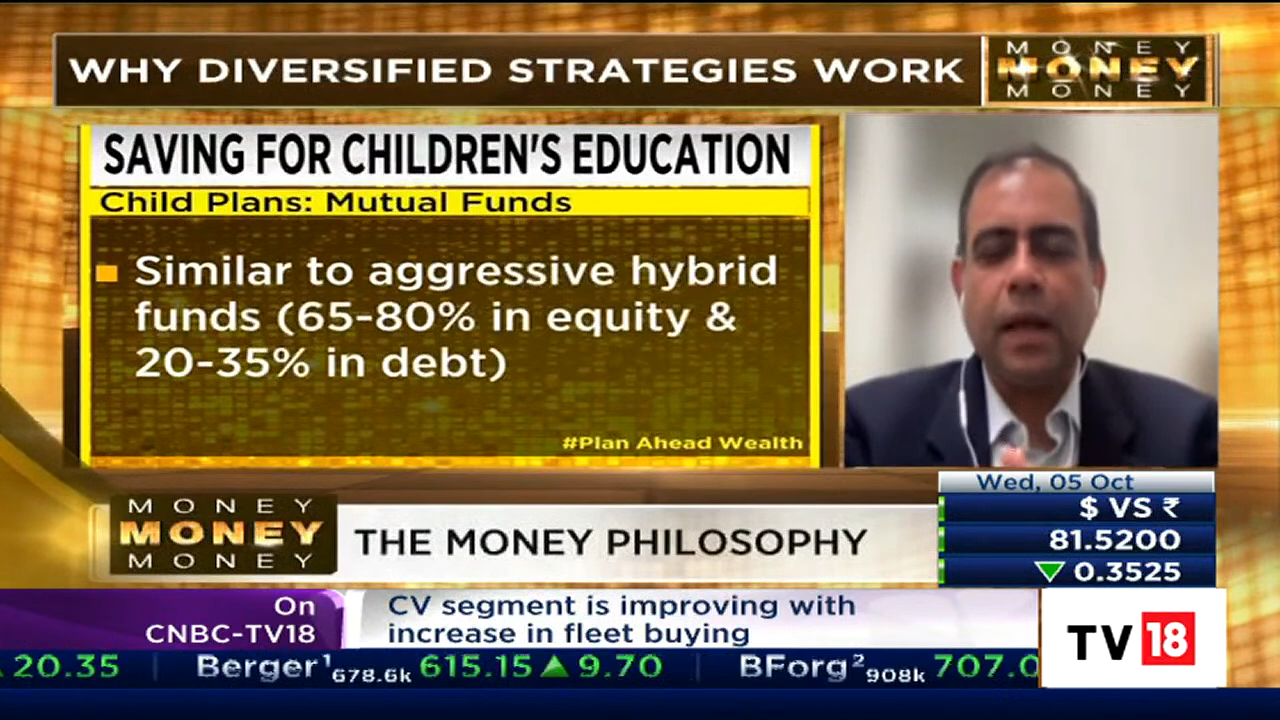 WHY DIVERSIFIED STRATEGIES WORK
MONEY
MONEY
MONEY
SAVING FOR CHILDREN'S EDUCATION
Child Plans: Mutual Funds
Similar to aggressive hybrid
funds (65-80% in equity &
20-35% in debt)
#Plan Ahead Wealth
Wed, 05 Oct
$ VS ₹
81.5200
▼ 0.3525
MONEY
MONEY
MONEY
THE MONEY PHILOSOPHY
On
CNBC-TV18
CV segment is improving with
increase in fleet buying
TV18
20.35 Berger¹ 678.6k 615.15 ▲ 9.70 BForg² 908k 707.0